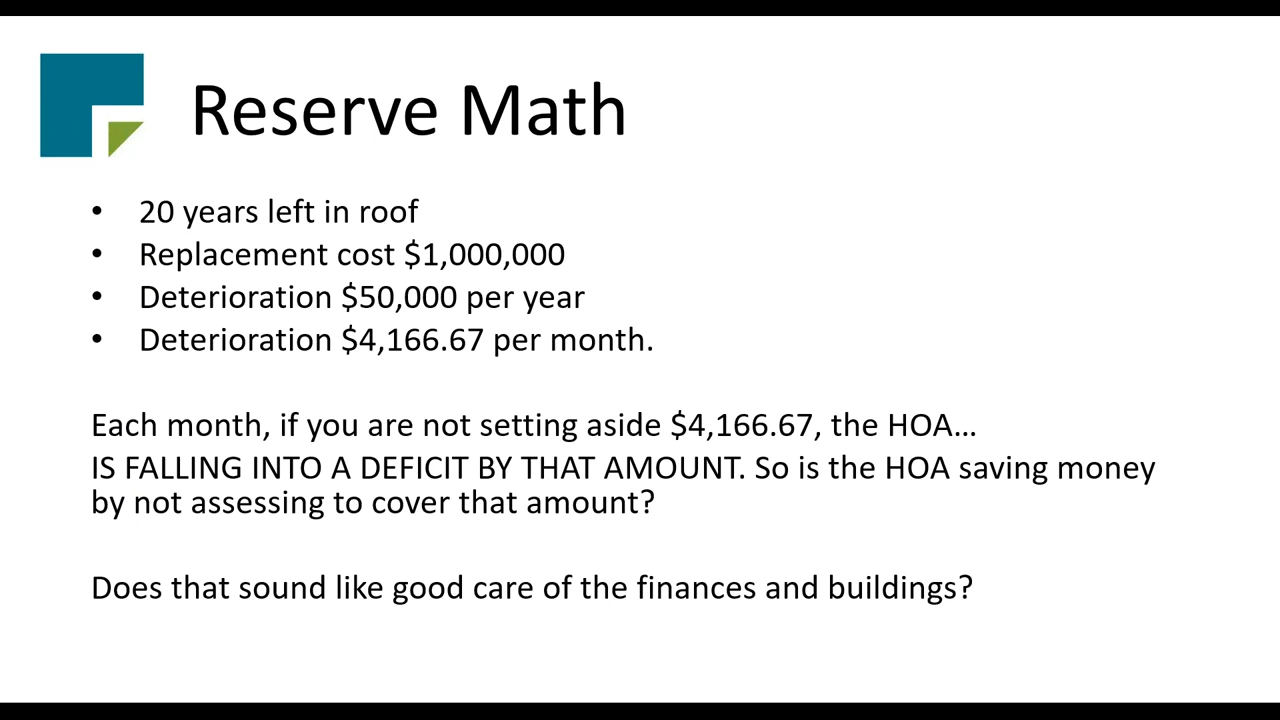 Reserve Math
• 20 years left in roof
• Replacement cost $1,000,000
• Deterioration $50,000 per year
• Deterioration $4,166.67 per month.
Each month, if you are not setting aside $4,166.67, the HOA…
IS FALLING INTO A DEFICIT BY THAT AMOUNT. So is the HOA saving money
by not assessing to cover that amount?
Does that sound like good care of the finances and buildings?